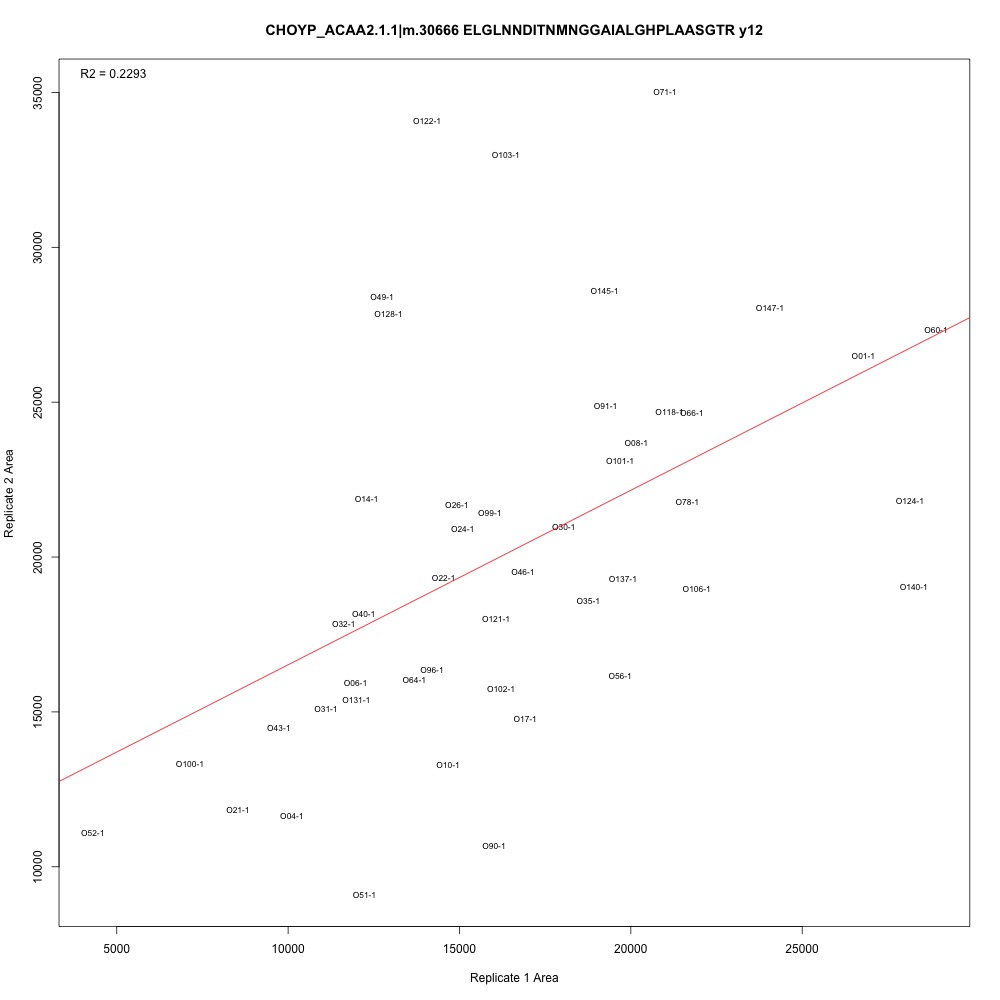 CHOYP_ACAA2.1.1|m.30666 ELGLNNDITNMNGGAIALGHPLAASGTR y12
R2 = 0.2293
35000
O71-1
O122-1
O103-1
30000
O145-1
O49-1
O147-1
O128-1
O60-1
O01-1
25000
O91-1
O118-1
O66-1
O08-1
O101-1
O14-1
O26-1
O78-1
O124-1
O99-1
O24-1
O30-1
20000
O46-1
O22-1
O137-1
O106-1
O140-1
O35-1
O40-1
O121-1
O32-1
O96-1
O56-1
O64-1
O06-1
O102-1
O131-1
O31-1
15000
O17-1
O43-1
O100-1
O10-1
O21-1
O04-1
O52-1
O90-1
10000
O51-1
5000 10000 15000 20000 25000
Replicate 1 Area
Replicate 2 Area